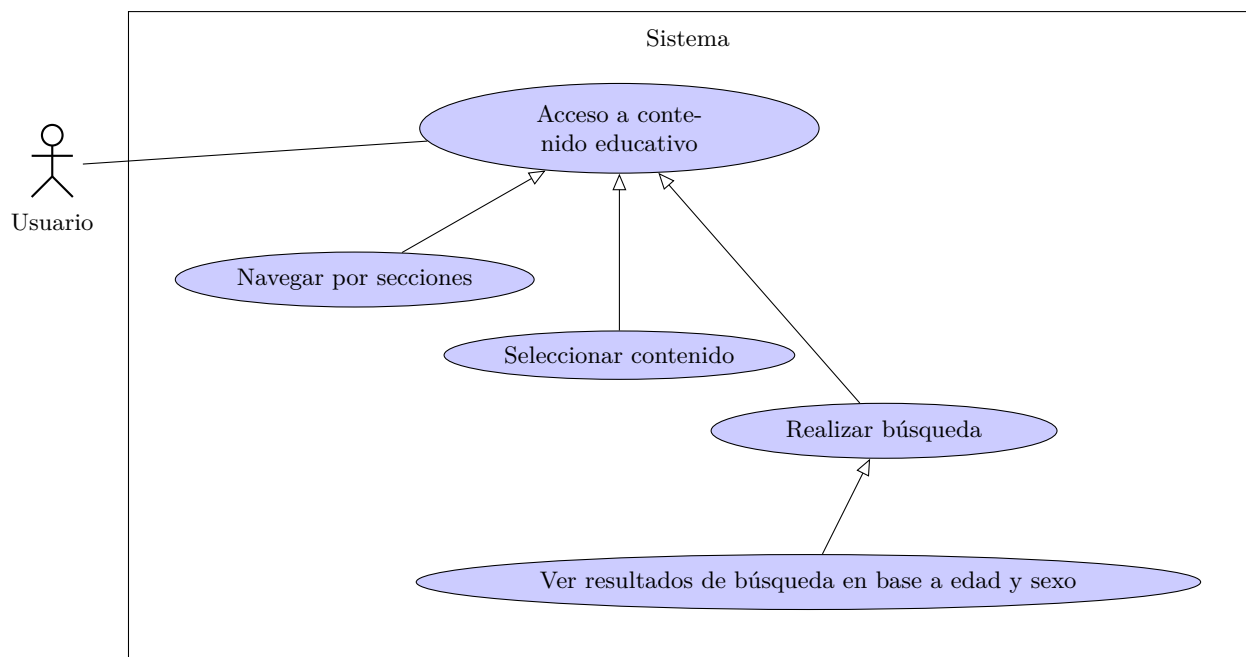 Sistema
Acceso a conte-
nido educativo
Usuario
Navegar por secciones
Seleccionar contenido
Realizar búsqueda
Ver resultados de búsqueda en base a edad y sexo